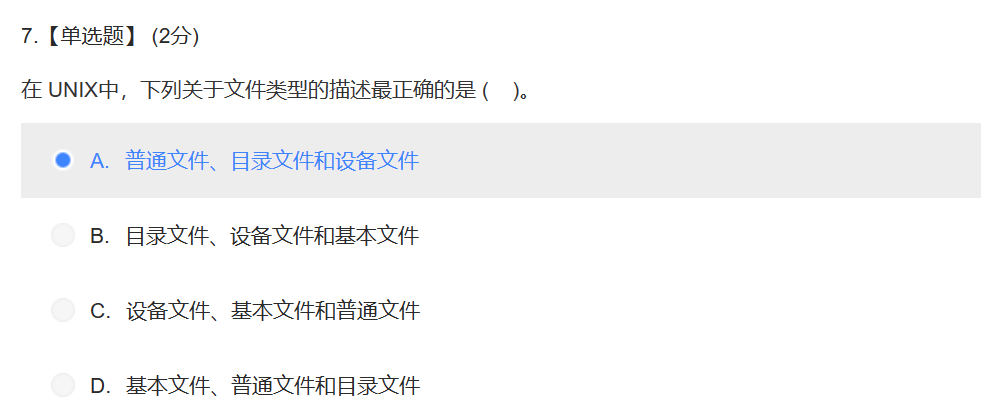 7.【单选题】 (2分)
在 UNIX中，下列关于文件类型的描述最正确的是 ( )。
A. 普通文件、目录文件和设备文件
B. 目录文件、设备文件和基本文件
C. 设备文件、基本文件和普通文件
D. 基本文件、普通文件和目录文件